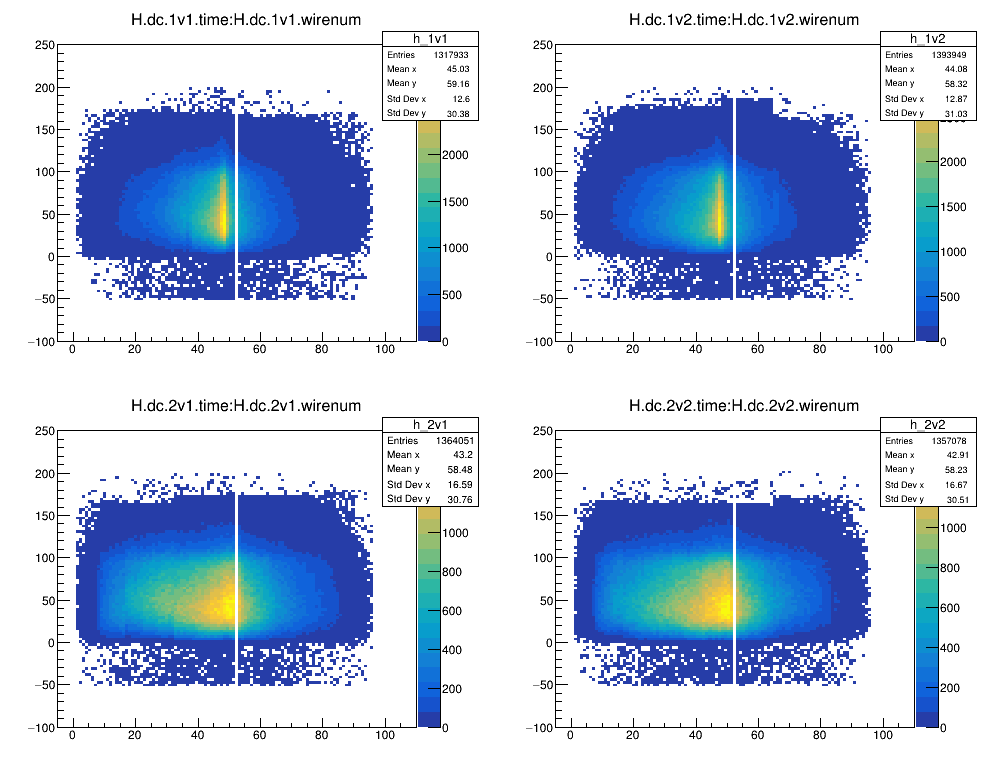 H.dc.1v1.time:H.dc.1v1.wirenum
h_1v1
Entries 1317933
Mean x 45.03
Mean y 59.16
Std Dev x 12.6
Std Dev y 30.38
250
200
150
100
50
0
−50
−100
0 20 40 60 80 100
2000
1500
1000
500
0
H.dc.1v2.time:H.dc.1v2.wirenum
h_1v2
Entries 1393949
Mean x 44.08
Mean y 58.32
Std Dev x 12.87
Std Dev y 31.03
250
200
150
100
50
0
−50
−100
0 20 40 60 80 100
2000
1500
1000
500
0
H.dc.2v1.time:H.dc.2v1.wirenum
h_2v1
Entries 1364051
Mean x 43.2
Mean y 58.48
Std Dev x 16.59
Std Dev y 30.76
250
200
150
100
50
0
−50
−100
0 20 40 60 80 100
1000
800
600
400
200
0
H.dc.2v2.time:H.dc.2v2.wirenum
h_2v2
Entries 1357078
Mean x 42.91
Mean y 58.23
Std Dev x 16.67
Std Dev y 30.51
250
200
150
100
50
0
−50
−100
0 20 40 60 80 100
1000
800
600
400
200
0